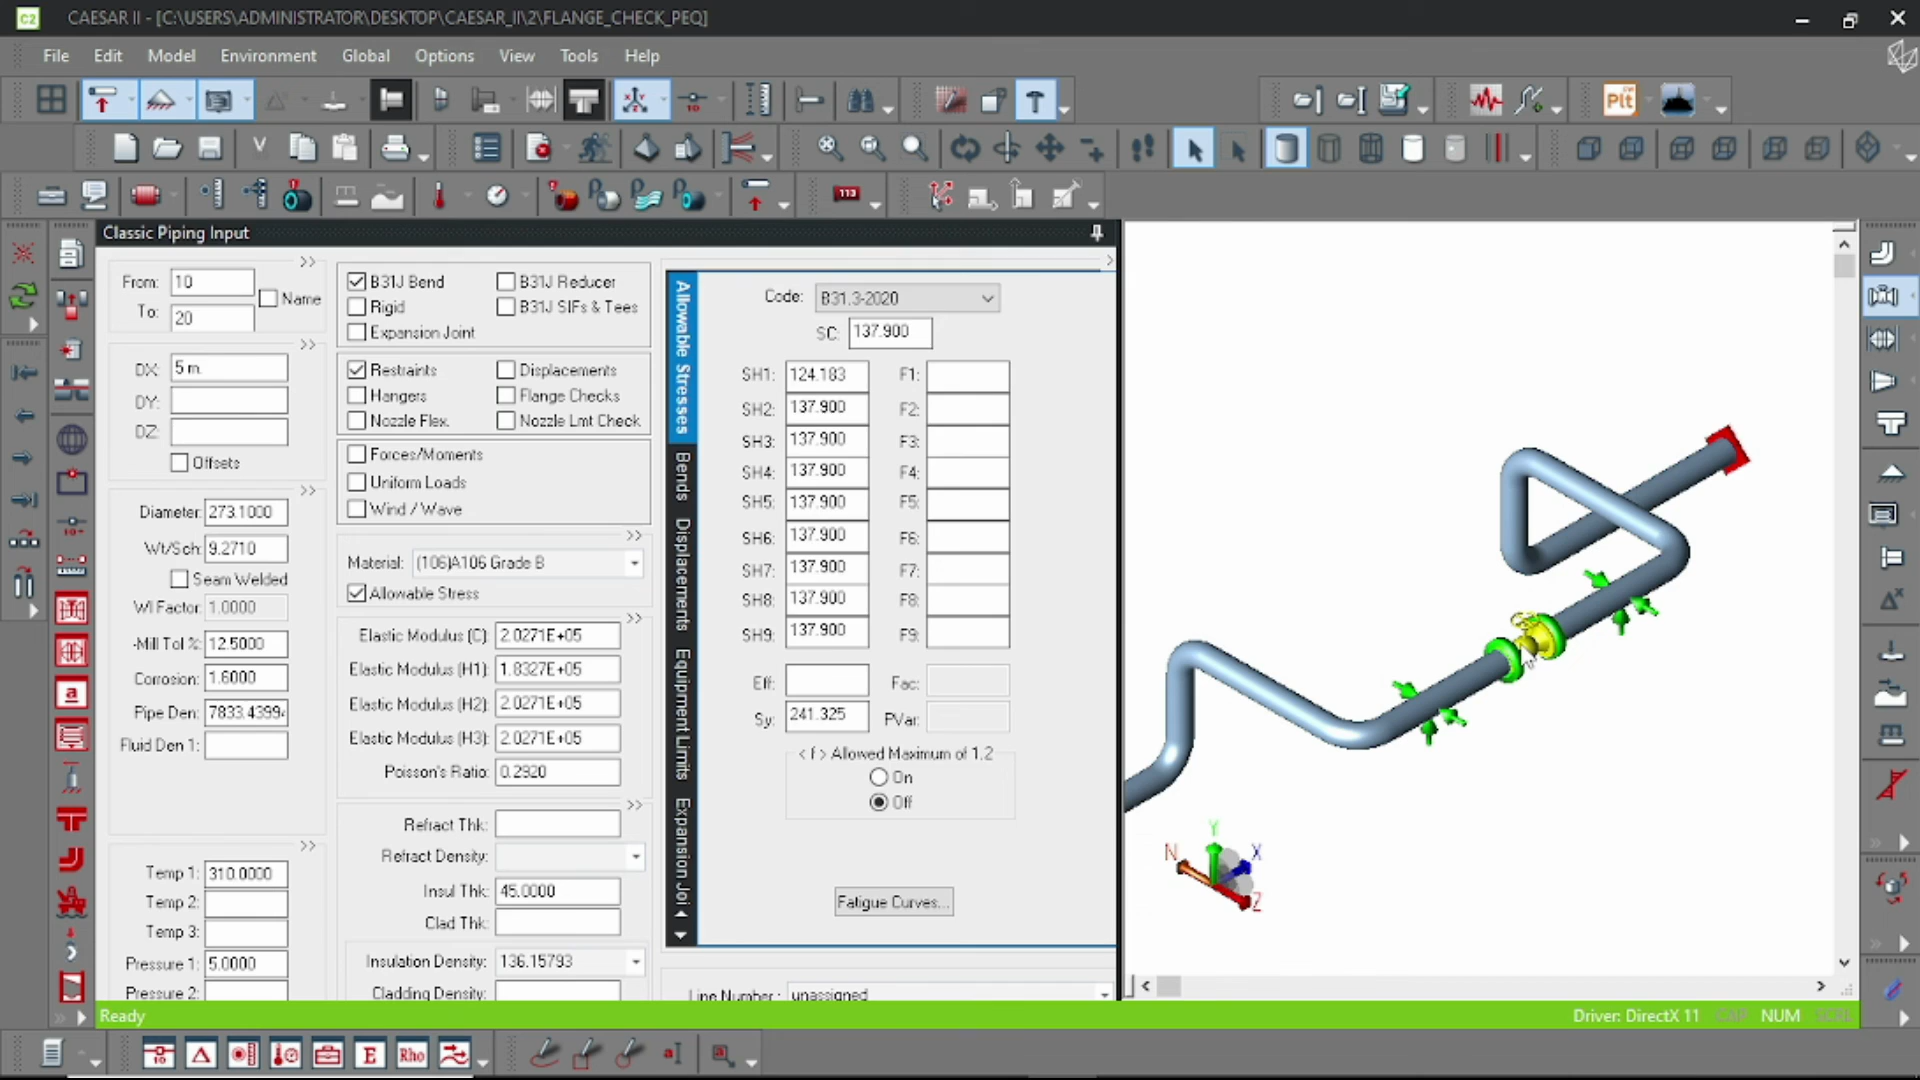 CAESAR II - [C:\USERS\ADMINISTRATOR\DESKTOP\CAESAR_II\2\FLANGE_CHECK_PEQ]
File Edit Model Environment Global Options View Tools Help
Plt
113
Classic Piping Input
From: 10
To: 20
Name
DX: 5 m.
DY:
DZ:
Offsets
Diameter: 273.1000
Wt/Sch: 9.2710
Seam Welded
Wl Factor: 1.0000
-Mill Tol %: 12.5000
Corrosion: 1.6000
Pipe Den: 7833.4399
Fluid Den 1:
Temp 1: 310.0000
Temp 2:
Temp 3:
Pressure 1: 5.0000
Pressure 2:
B31J Bend B31J Reducer
Rigid B31J SIFs & Tees
Expansion Joint
Restraints Displacements
Hangers Flange Checks
Nozzle Flex. Nozzle Lmt Check
Forces/Moments
Uniform Loads
Wind / Wave
Material: (106)A106 Grade B
Allowable Stress
Elastic Modulus (C): 2.0271E+05
Elastic Modulus (H1): 1.8327E+05
Elastic Modulus (H2): 2.0271E+05
Elastic Modulus (H3): 2.0271E+05
Poisson's Ratio: 0.2920
Refract Thk:
Refract Density:
Insul Thk: 45.0000
Clad Thk:
Insulation Density: 136.15793
Cladding Density:
Allowable Stresses
Bends
Displacements
Equipment Limits
Expansion Joi
Code: B31.3-2020
SC: 137.900
SH1: 124.183 F1:
SH2: 137.900 F2:
SH3: 137.900 F3:
SH4: 137.900 F4:
SH5: 137.900 F5:
SH6: 137.900 F6:
SH7: 137.900 F7:
SH8: 137.900 F8:
SH9: 137.900 F9:
Eff: Fac:
Sy: 241.325 PVar:
< f > Allowed Maximum of 1.2
On
Off
Fatigue Curves...
Line Number : unassigned
Y
N X
Z
Ready
Driver: DirectX 11 CAP NUM SCRL
E Rho